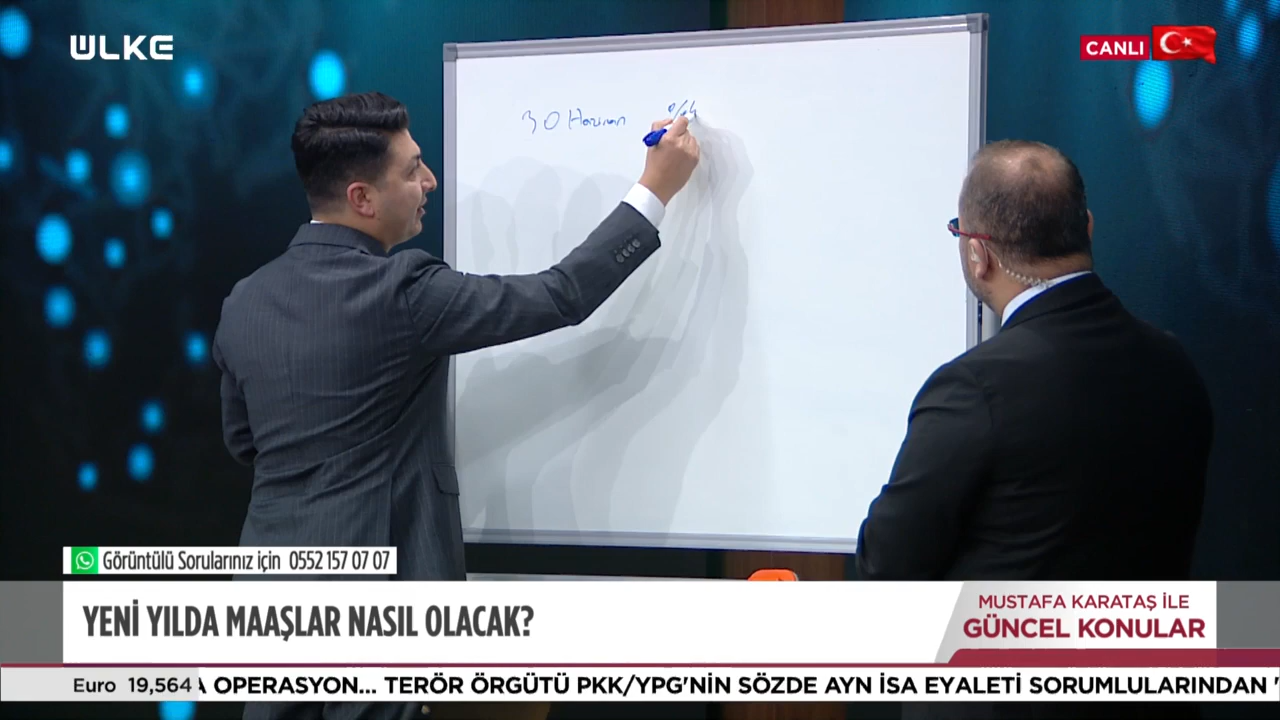 ÜLKE
CANLI
30 Haziran
Görüntülü Sorularınız için 0552 157 07 07
YENİ YILDA MAAŞLAR NASIL OLACAK?
MUSTAFA KARATAŞ İLE
GÜNCEL KONULAR
Euro 19,564 A OPERASYON... TERÖR ÖRGÜTÜ PKK/YPG'NİN SÖZDE AYN İSA EYALETİ SORUMLULARINDAN '